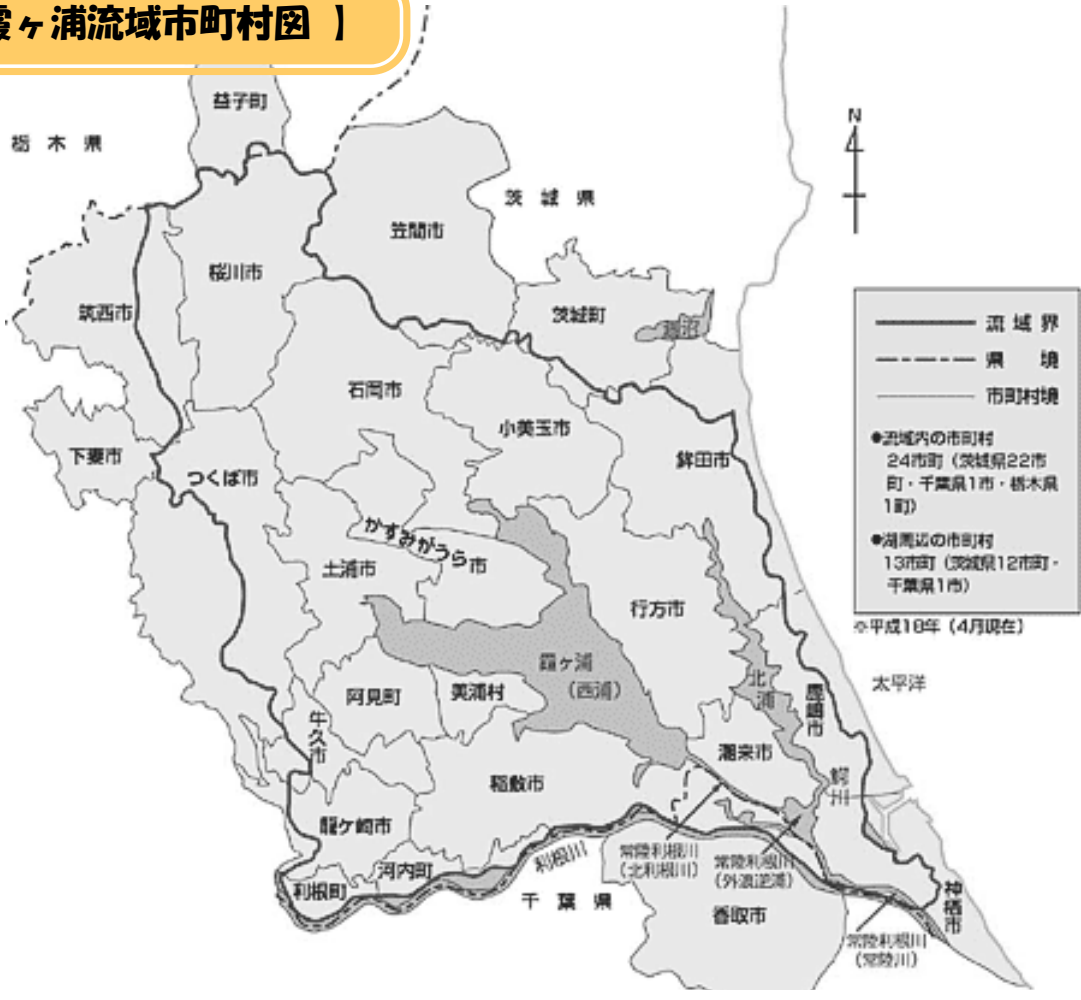 霞ヶ浦流域市町村図 】
益子町
栃木県
茨城県
N
笠間市
桜川市
筑西市
茨城町
涸沼
流域界
県境
市町村境
●流域内の市町村
24市町（茨城県22市
町・千葉県1市・栃木県
1町）
●湖周辺の市町村
13市町（茨城県12市町・
千葉県1市）
※平成18年（4月現在）
石岡市
小美玉市
下妻市
つくば市
鉾田市
かすみがうら市
土浦市
行方市
霞ヶ浦
（西浦）
北浦
鹿嶋市
太平洋
阿見町
美浦村
牛久市
潮来市
鰐川
稲敷市
龍ケ崎市
河内町
利根町
利根川
常陸利根川
（北利根川）
常陸利根川
（外浪逆浦）
千葉県
香取市
神栖市
常陸利根川
（常陸川）